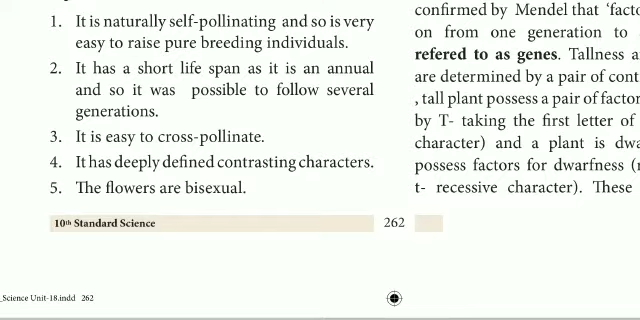 1. It is naturally self-pollinating and so is very
easy to raise pure breeding individuals.
2. It has a short life span as it is an annual
and so it was possible to follow several
generations.
3. It is easy to cross-pollinate.
4. It has deeply defined contrasting characters.
5. The flowers are bisexual.
10th Standard Science
262
_Science Unit-18.indd 262
confirmed by Mendel that ‘facto
on from one generation to
refered to as genes. Tallness a
are determined by a pair of cont
, tall plant possess a pair of factor
by T- taking the first letter of
character) and a plant is dwa
possess factors for dwarfness (r
t- recessive character). These